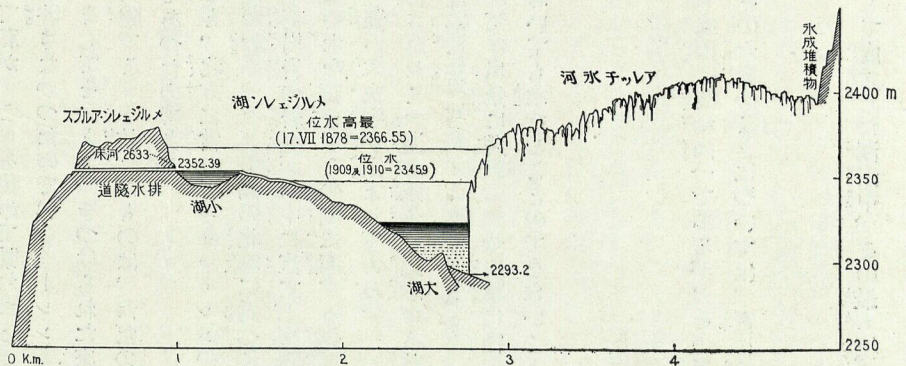 氷成堆積物
アレッチ氷河
メルジェレン湖
メルジェレン・アルプス
最高水位
(17.VII 1878=2366.55)
水位
(1909及1910=2345.9)
河床 2633
2352.39
排水隧道
小湖
大湖
2293.2
2400 m
2350
2300
2250
0 K.m. 1 2 3 4